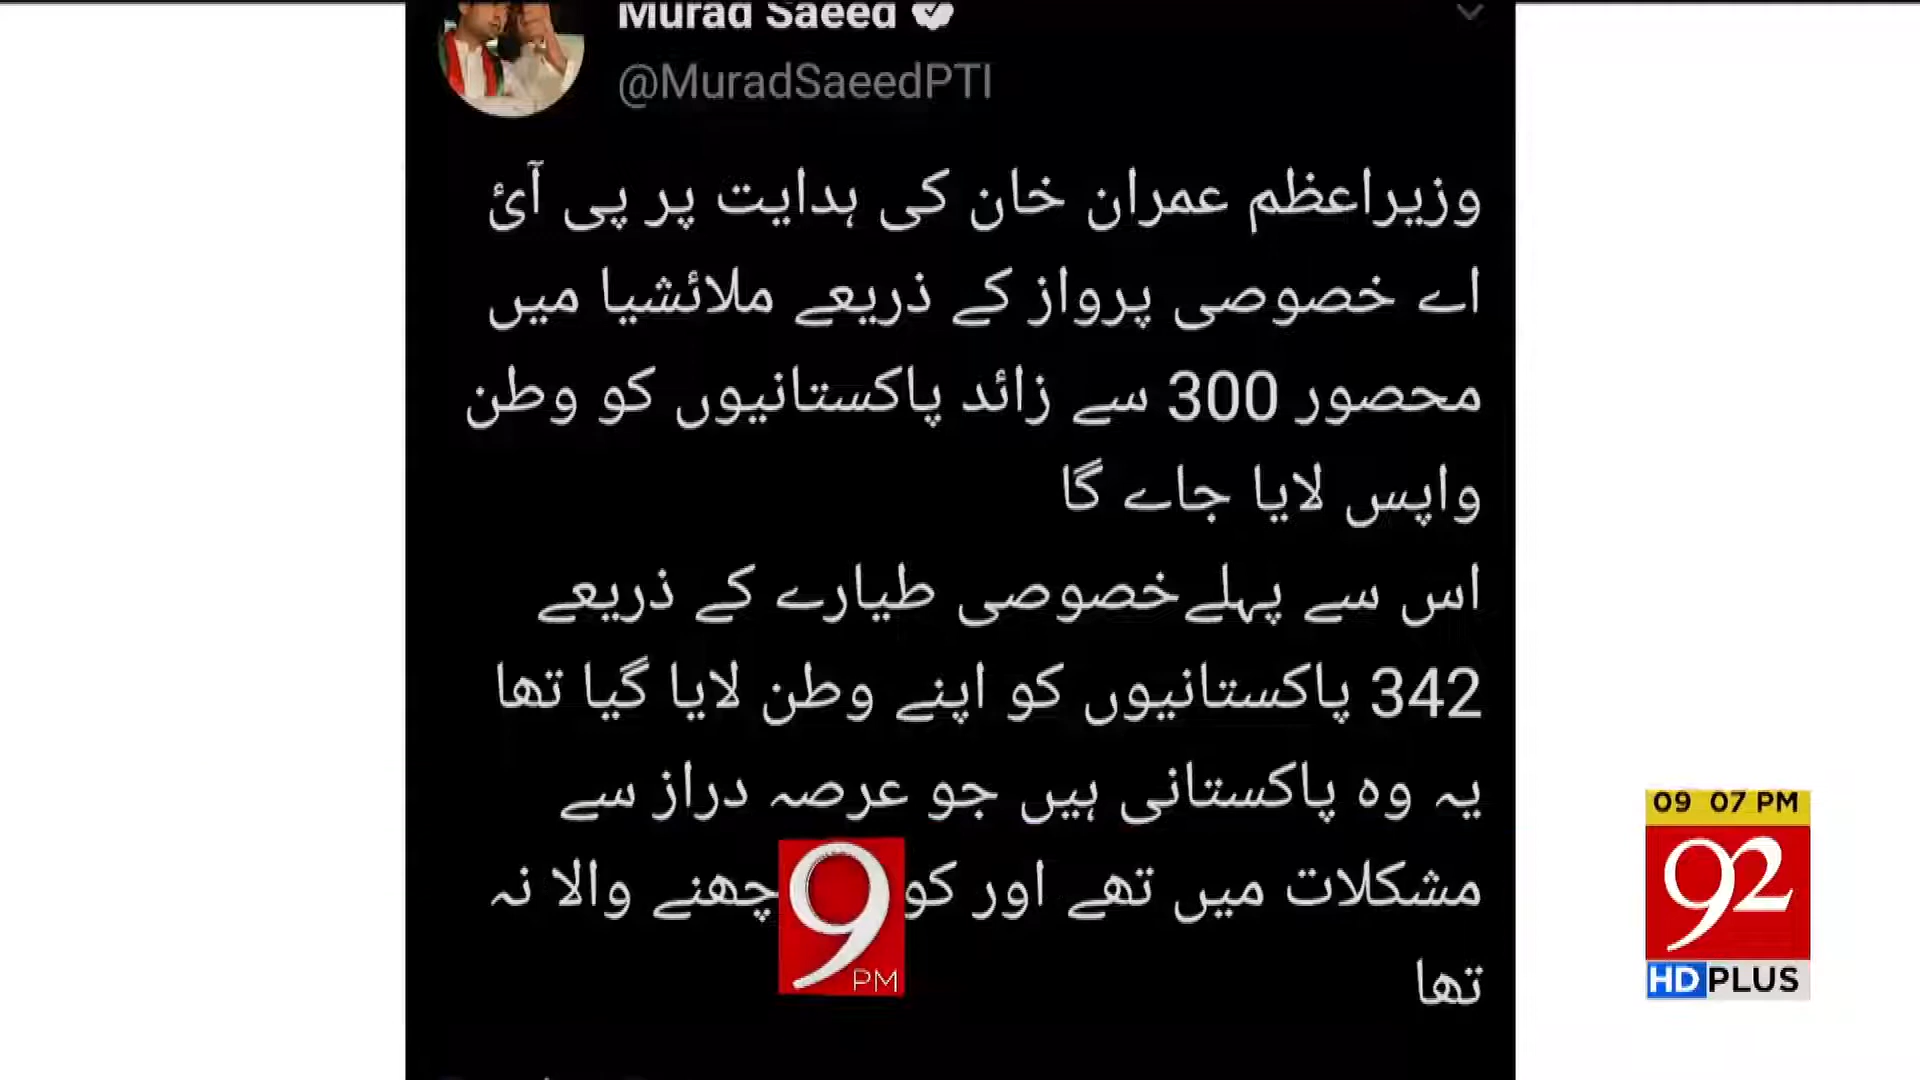 Murad Saeed
@MuradSaeedPTI
وزیراعظم عمران خان کی ہدایت پر پی آئ
اے خصوصی پرواز کے ذریعے ملائشیا میں
محصور 300 سے زائد پاکستانیوں کو وطن
واپس لایا جاے گا
اس سے پہلےخصوصی طیارے کے ذریعے
342 پاکستانیوں کو اپنے وطن لایا گیا تھا
یہ وہ پاکستانی ہیں جو عرصہ دراز سے
مشکلات میں تھے اور کو چھنے والا نہ
تھا
9
PM
09 07 PM
92
HD PLUS